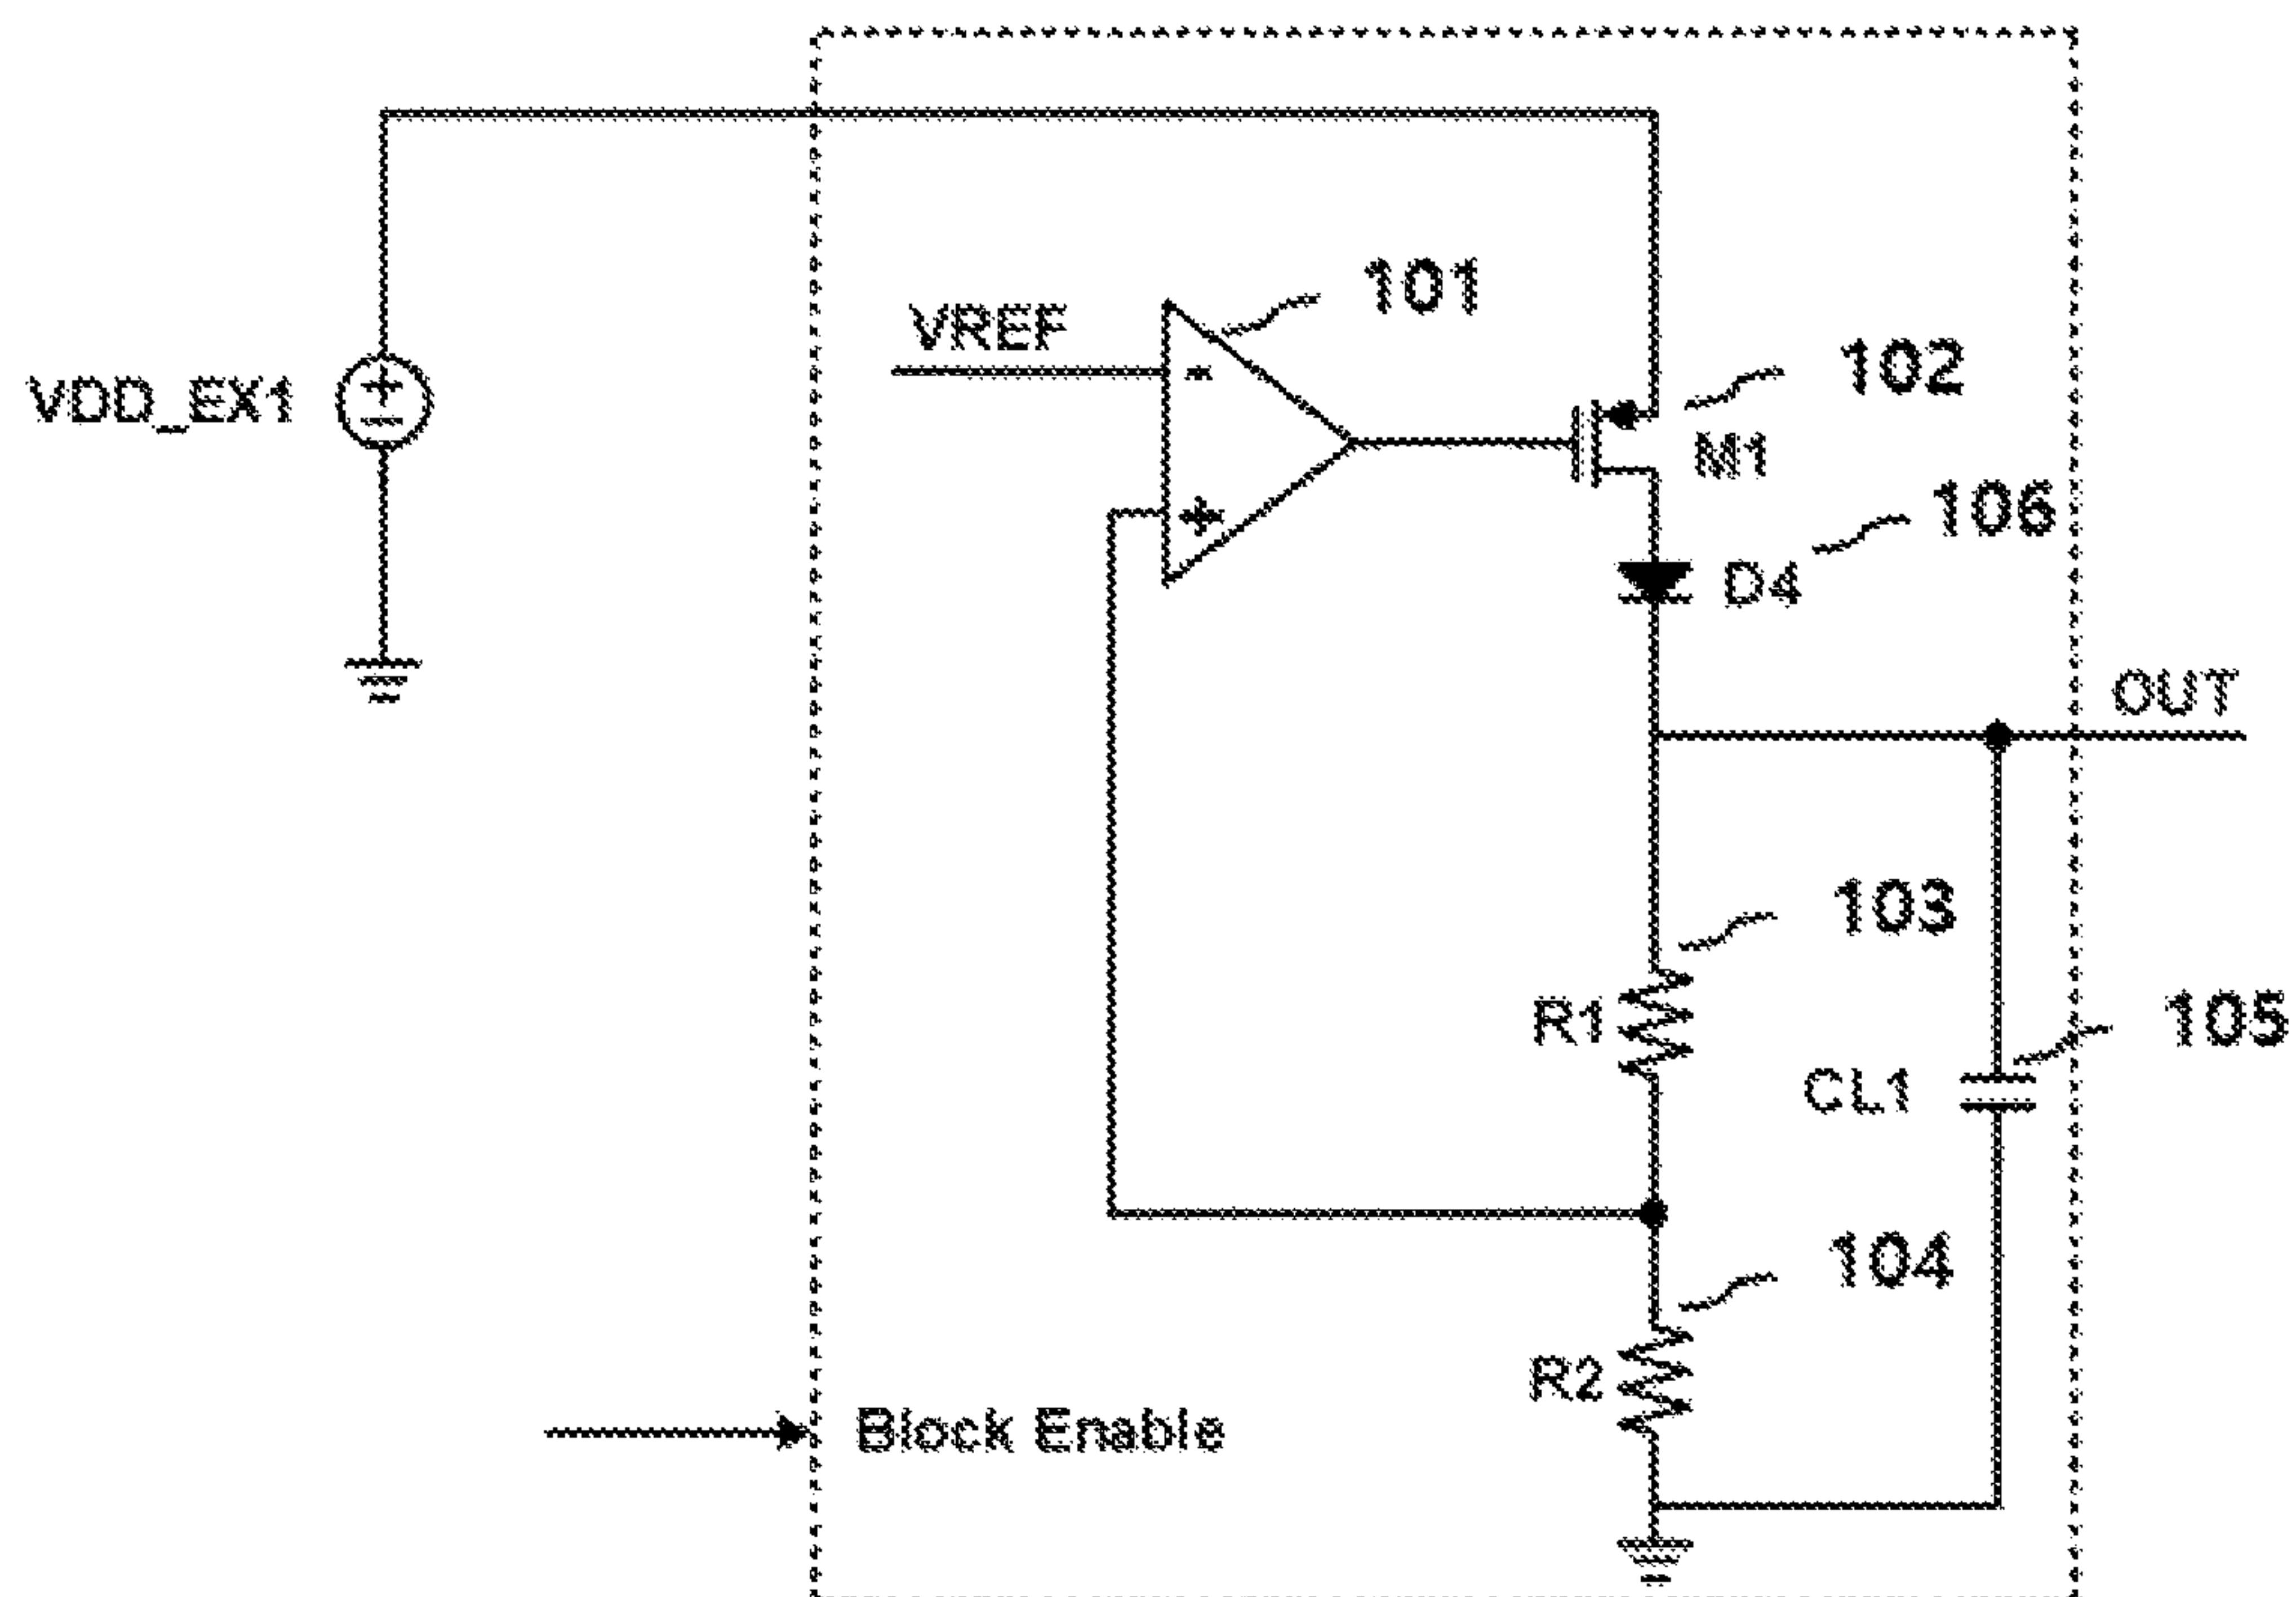 101
VREF
102
VDD_EX1
-
+
M1
+
106
D4
OUT
103
105
R1
CL1
104
R2
Block Enable